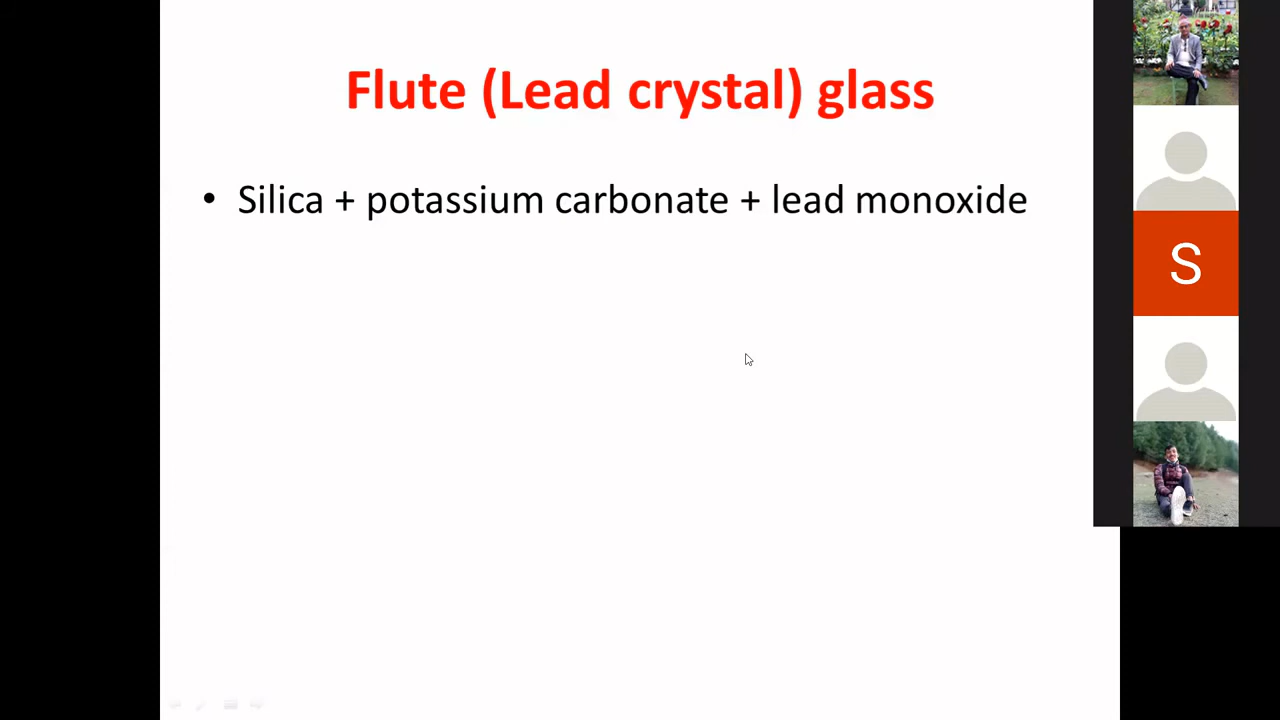 Flute (Lead crystal) glass
• Silica + potassium carbonate + lead monoxide
S